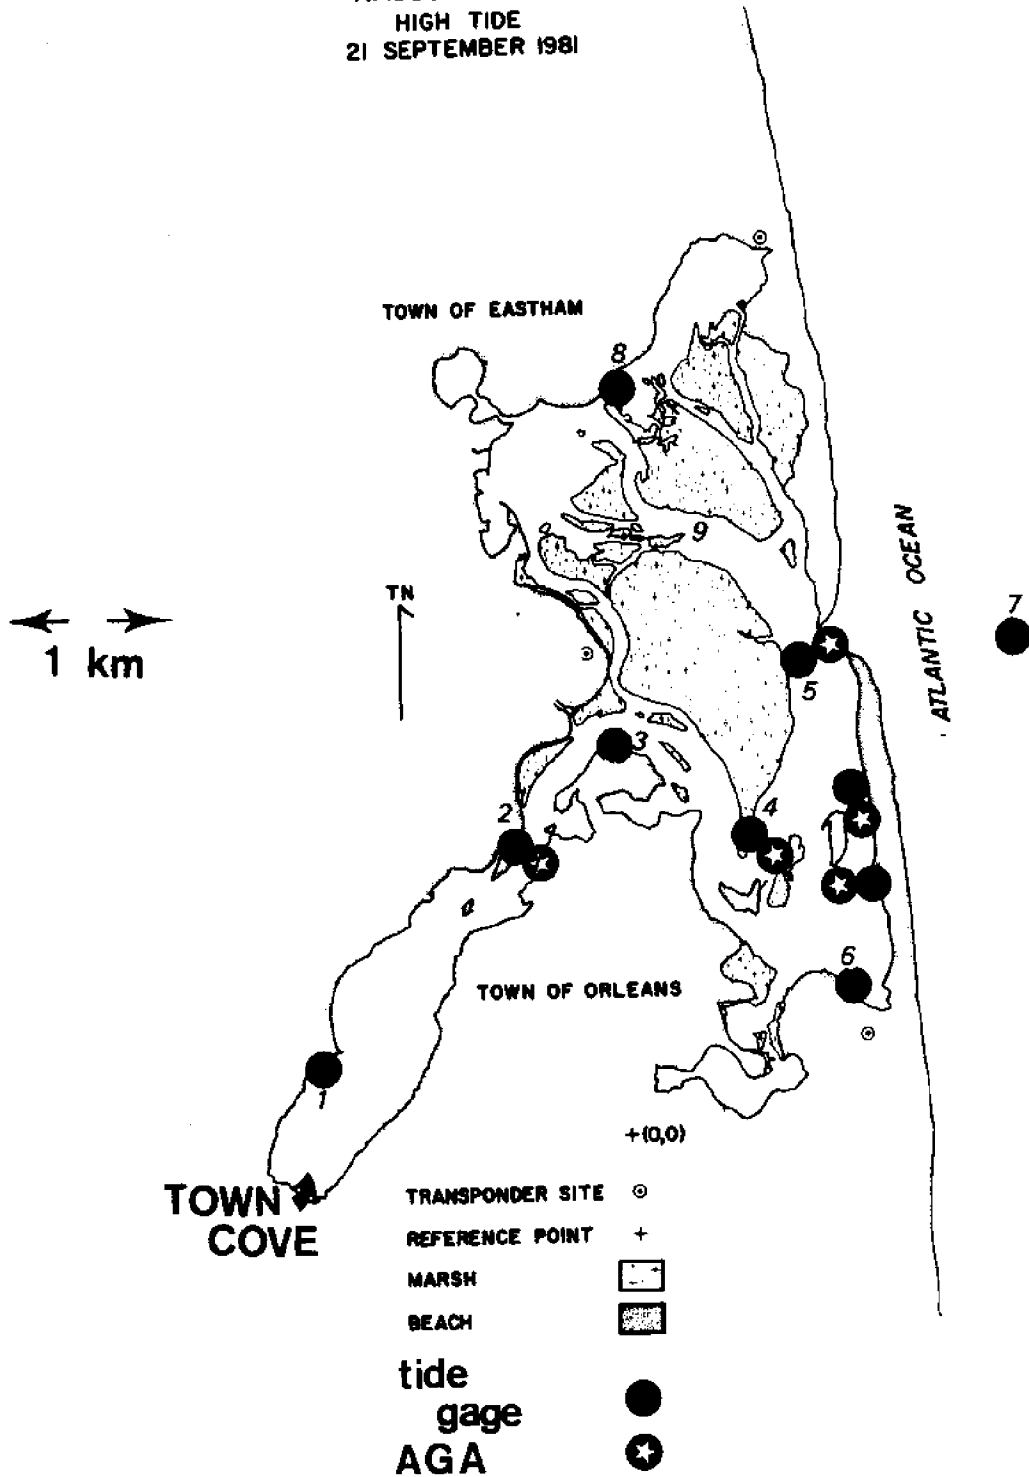 HIGH TIDE
21 SEPTEMBER 1981
TOWN OF EASTHAM
8
9
ATLANTIC OCEAN
TN
7
1 km
5
3
4
2
6
TOWN OF ORLEANS
1
+(0,0)
TOWN
COVE
TRANSPONDER SITE
REFERENCE POINT +
MARSH
BEACH
tide
gage
AGA